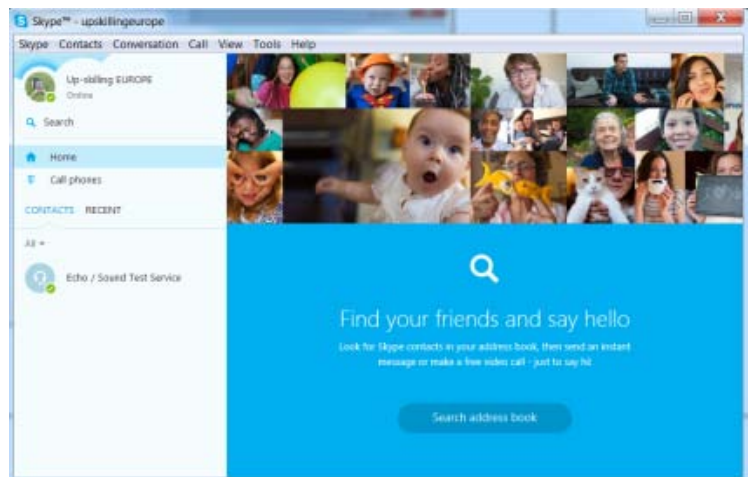 Skype™ - upskillingeurope
Skype Contacts Conversation Call View Tools Help
Up-skilling EUROPE
Online
Search
Home
Call phones
CONTACTS RECENT
All
Echo / Sound Test Service
Find your friends and say hello
Look for Skype contacts in your address book, then send an instant
message or make a free video call - just to say hi!
Search address book